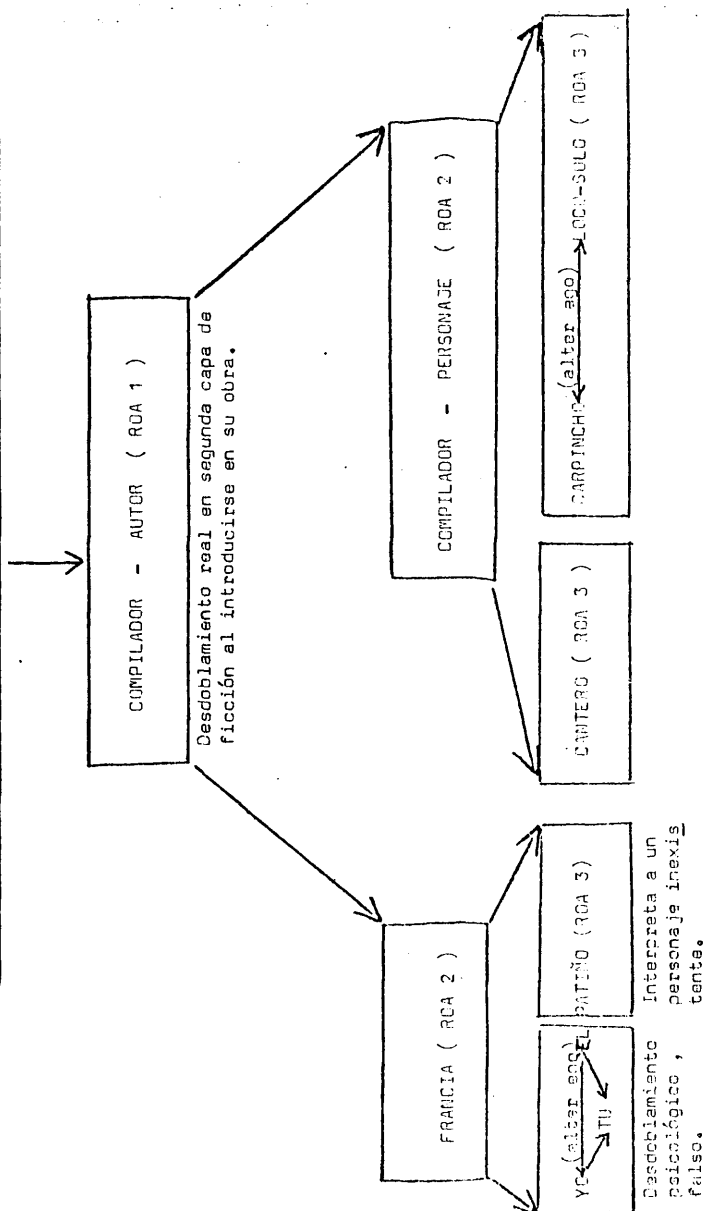 COMPILADOR - AUTOR ( ROA 1 )
Desdoblamiento real en segunda capa de
ficción al introducirse en su obra.
FRANCIA ( ROA 2 )
COMPILADOR - PERSONAJE ( ROA 2 )
YO (alter ego) EL
TU
PATIÑO (ROA 3)
CANTERO ( ROA 3 )
CARPINCHO (alter ego) LOCO-SOLO ( ROA 3 )
Desdoblamiento
psicológico ,
falso.
Interpreta a un
personaje inexis
tente.